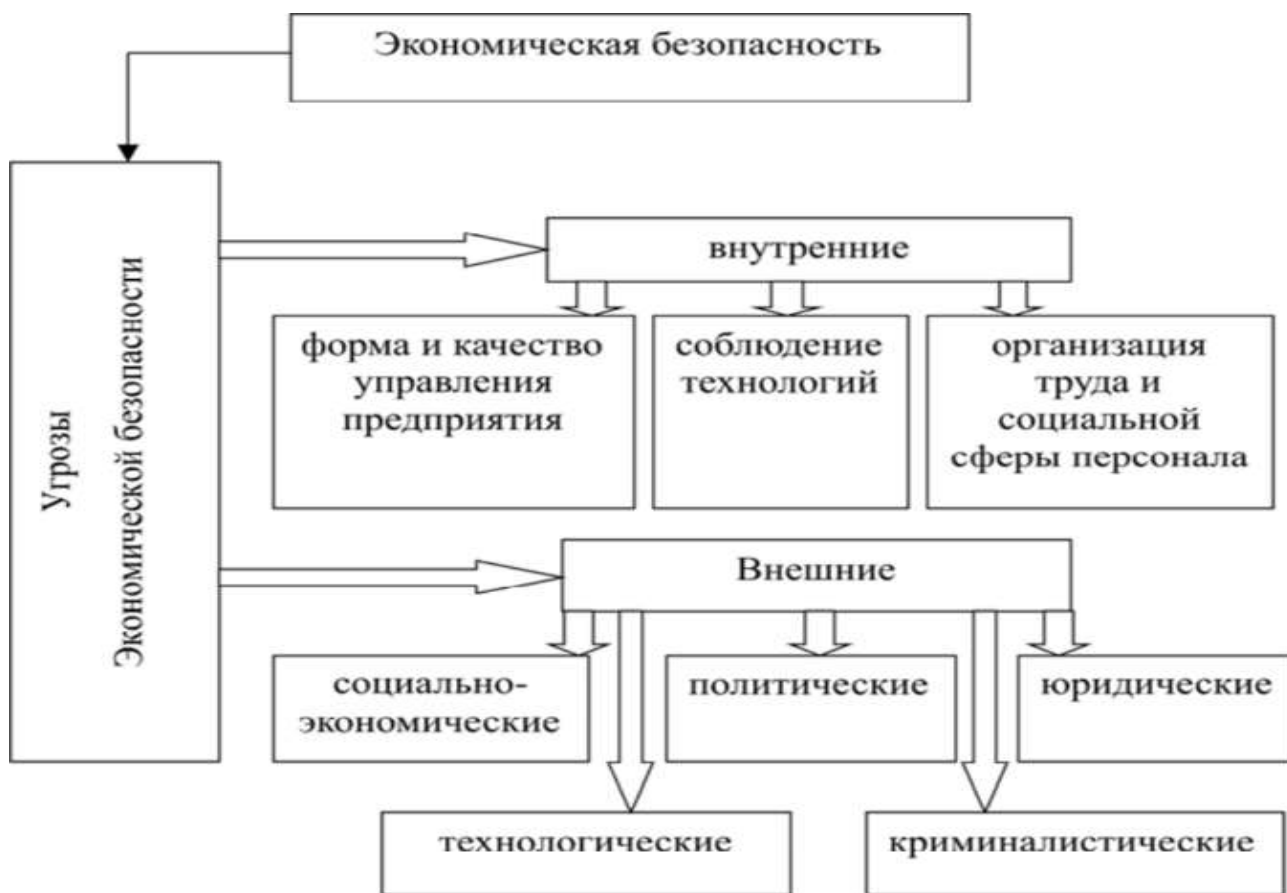 Экономическая безопасность
Угрозы
Экономической безопасности
внутренние
форма и качество
управления
предприятия
соблюдение
технологий
организация
труда и
социальной
сферы персонала
Внешние
социально-
экономические
политические
юридические
технологические
криминалистические